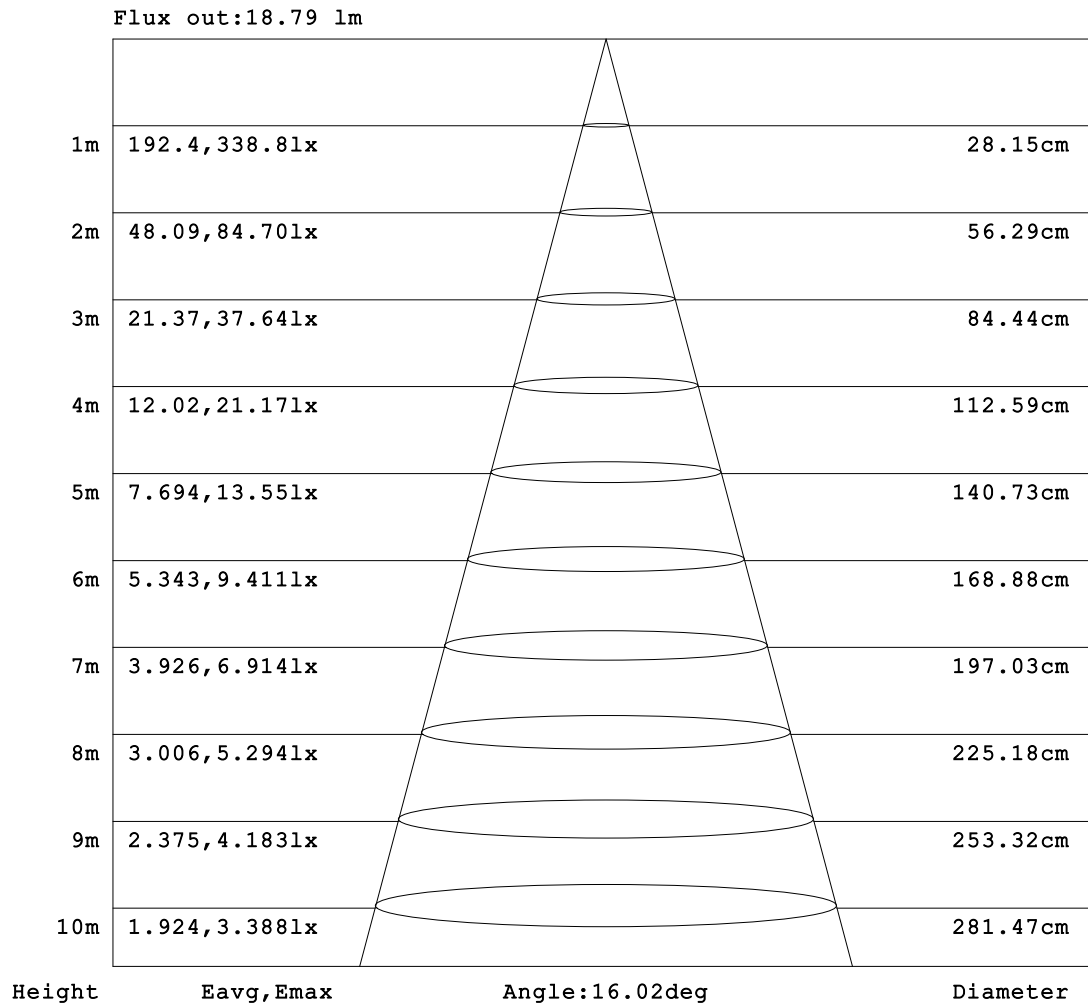 Flux out:18.79 lm
1m 192.4,338.8lx 28.15cm
2m 48.09,84.70lx 56.29cm
3m 21.37,37.64lx 84.44cm
4m 12.02,21.17lx 112.59cm
5m 7.694,13.55lx 140.73cm
6m 5.343,9.411lx 168.88cm
7m 3.926,6.914lx 197.03cm
8m 3.006,5.294lx 225.18cm
9m 2.375,4.183lx 253.32cm
10m 1.924,3.388lx 281.47cm
Height Eavg,Emax Angle:16.02deg Diameter